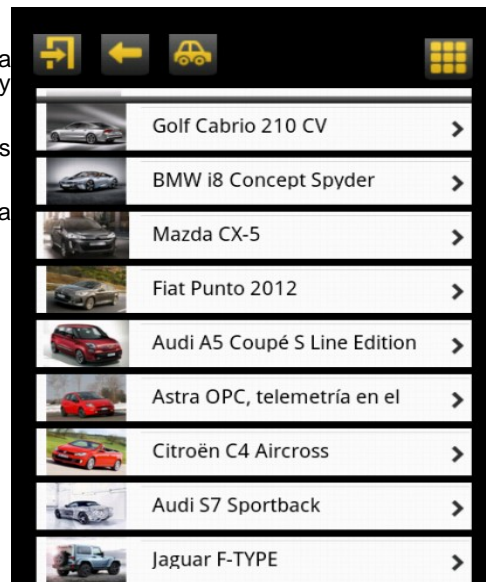 a
y
s
a
Golf Cabrio 210 CV
BMW i8 Concept Spyder
Mazda CX-5
Fiat Punto 2012
Audi A5 Coupé S Line Edition
Astra OPC, telemetría en el
Citroën C4 Aircross
Audi S7 Sportback
Jaguar F-TYPE